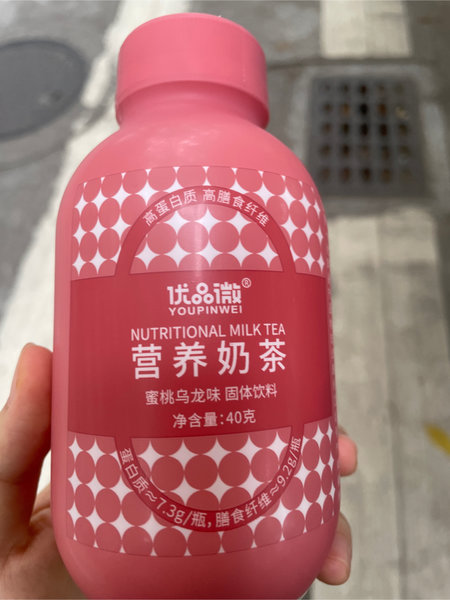 高蛋白质 高膳食纤维
优品微®
YOUPINWEI
NUTRITIONAL MILK TEA
营养奶茶
蜜桃乌龙味 固体饮料
净含量:40克
蛋白质≈7.3g/瓶,膳食纤维≈9.2g/瓶